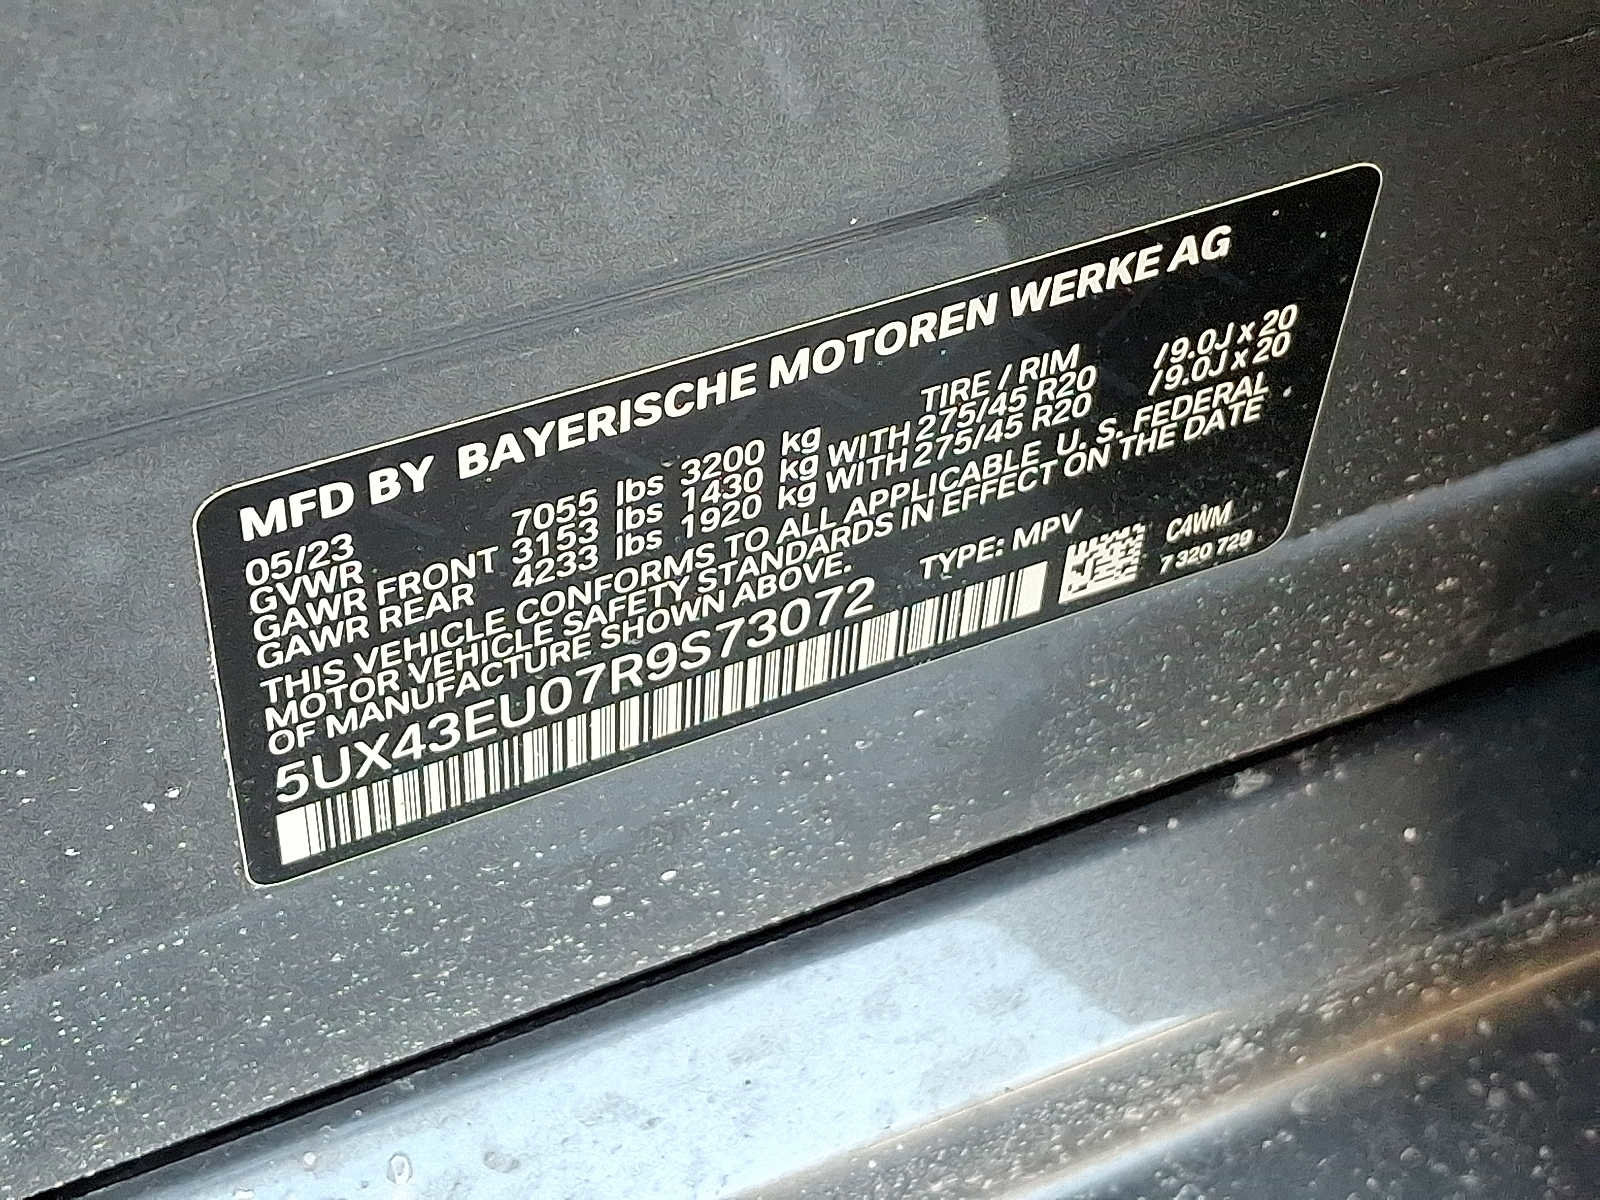 MFD BY BAYERISCHE MOTOREN WERKE AG
05/23 TIRE / RIM
GVWR 7055 lbs 3200 kg
GAWR FRONT 3153 lbs 1430 kg WITH 275/45 R20 / 9.0J x 20
GAWR REAR 4233 lbs 1920 kg WITH 275/45 R20 / 9.0J x 20
THIS VEHICLE CONFORMS TO ALL APPLICABLE U. S. FEDERAL
MOTOR VEHICLE SAFETY STANDARDS IN EFFECT ON THE DATE
OF MANUFACTURE SHOWN ABOVE.
5UX43EU07R9S73072 TYPE: MPV C4WM
7 320 729